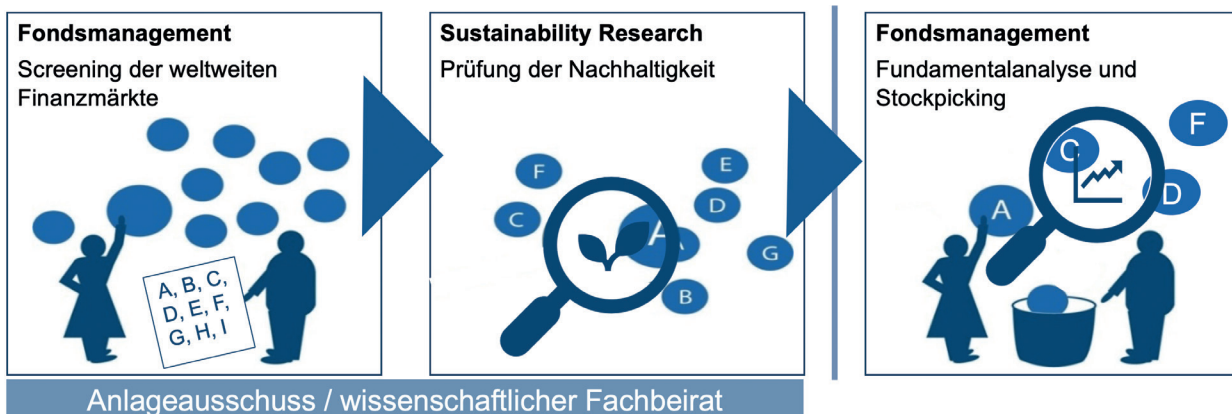 Fondsmanagement
Screening der weltweiten
Finanzmärkte
A, B, C,
D, E, F,
G, H, I
Sustainability Research
Prüfung der Nachhaltigkeit
F
E
C
D
A
G
B
Fondsmanagement
Fundamentalanalyse und
Stockpicking
F
C
D
A
Anlageausschuss / wissenschaftlicher Fachbeirat